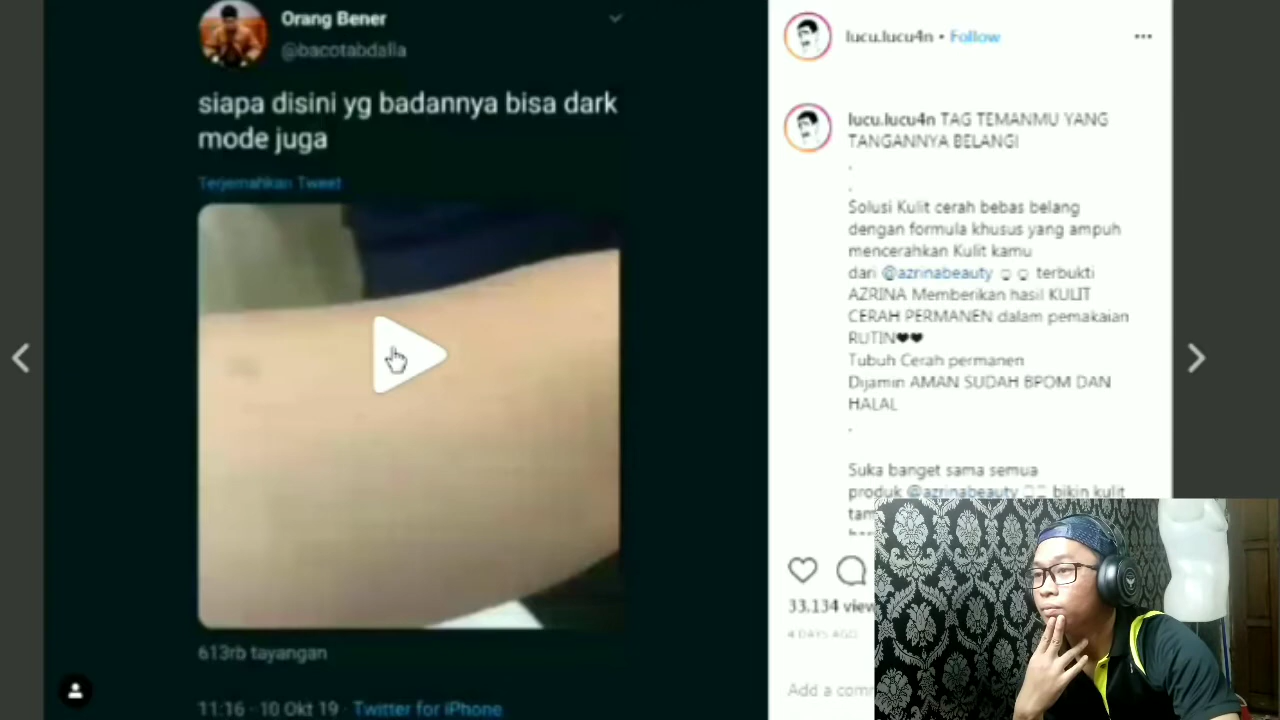 Orang Bener
@bacotabdalla
siapa disini yg badannya bisa dark
mode juga
Terjemahkan Tweet
613rb tayangan
11:16 · 10 Okt 19 · Twitter for iPhone
lucu.lucu4n • Follow
lucu.lucu4n TAG TEMANMU YANG
TANGANNYA BELANG!
.
.
Solusi Kulit cerah bebas belang
dengan formula khusus yang ampuh
mencerahkan Kulit kamu
dari @azrinabeauty terbukti
AZRINA Memberikan hasil KULIT
CERAH PERMANEN dalam pemakaian
RUTIN♥♥
Tubuh Cerah permanen
Dijamin AMAN SUDAH BPOM DAN
HALAL
.
Suka banget sama semua
produk @azrinabeauty bikin kulit
33.134
4 DAYS AGO
Add a